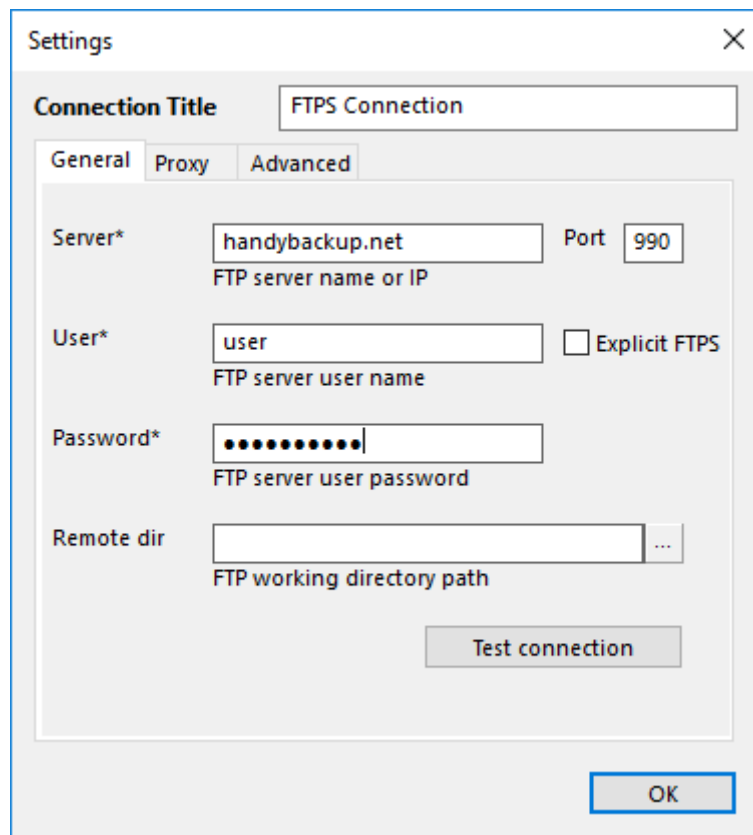 Settings
Connection Title FTPS Connection
General Proxy Advanced
Server* handybackup.net Port 990
FTP server name or IP
User* user Explicit FTPS
FTP server user name
Password* ●●●●●●●●●●
FTP server user password
Remote dir ...
FTP working directory path
Test connection
OK